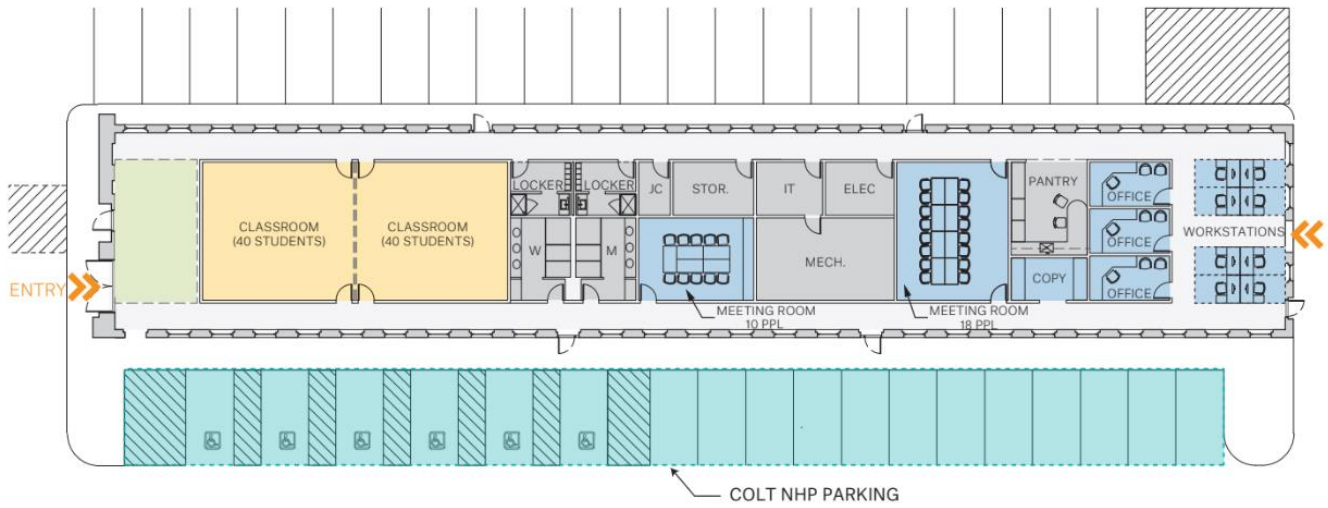 LOCKER
LOCKER
JC
STOR.
IT
ELEC
PANTRY
OFFICE
CLASSROOM
(40 STUDENTS)
CLASSROOM
(40 STUDENTS)
W
M
MECH.
OFFICE
WORKSTATIONS
COPY
OFFICE
ENTRY
MEETING ROOM
10 PPL
MEETING ROOM
18 PPL
COLT NHP PARKING